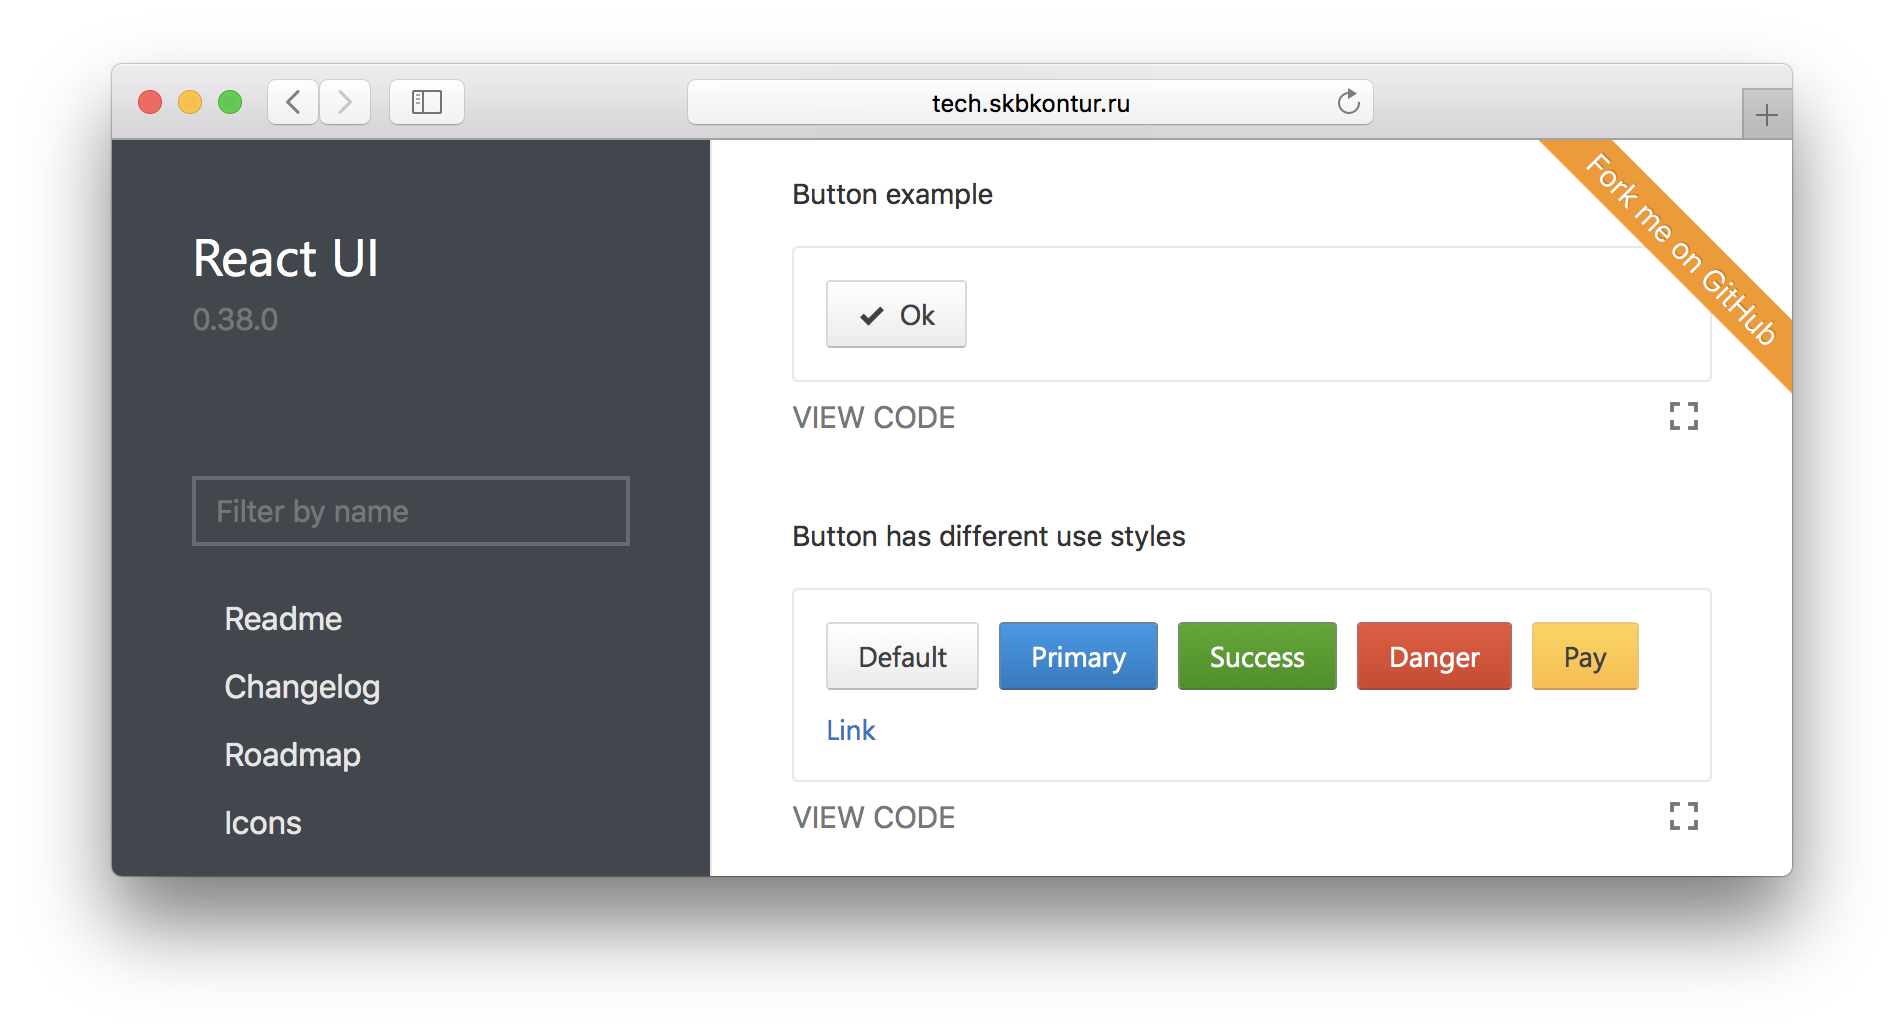 tech.skbkontur.ru
React UI
0.38.0
Filter by name
Readme
Changelog
Roadmap
Icons
Button example
Ok
VIEW CODE
Button has different use styles
Default Primary Success Danger Pay
Link
VIEW CODE
Fork me on GitHub